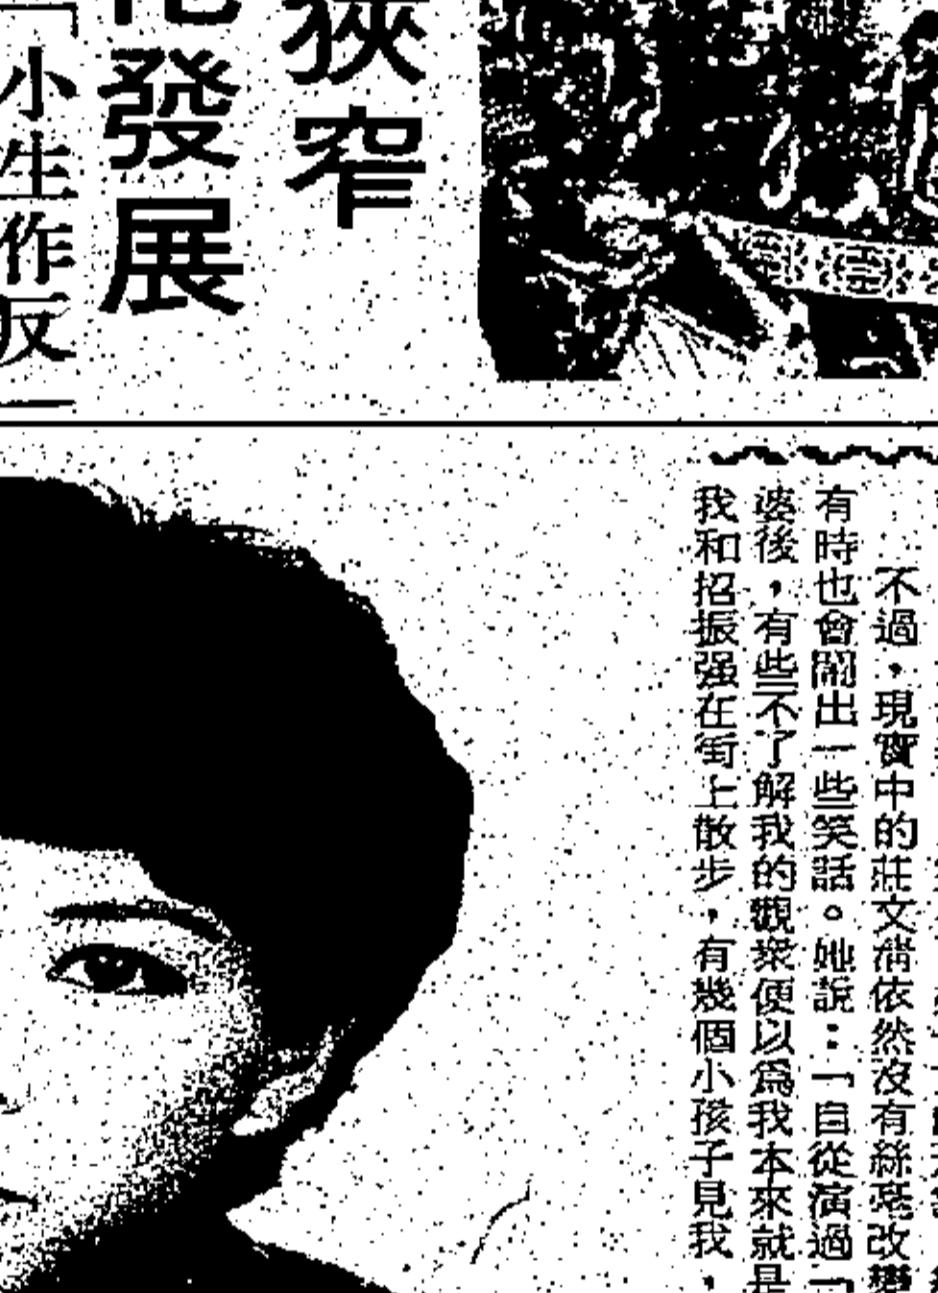 狹窄
發展
「小生作反
不過，現實中的莊文清依然沒有絲毫改變
有時也會鬧出一些笑話。她說：「自從演過「
婆後，有些不了解我的觀衆便以爲我本來就是
我和招振强在街上散步，有幾個小孩子見我，